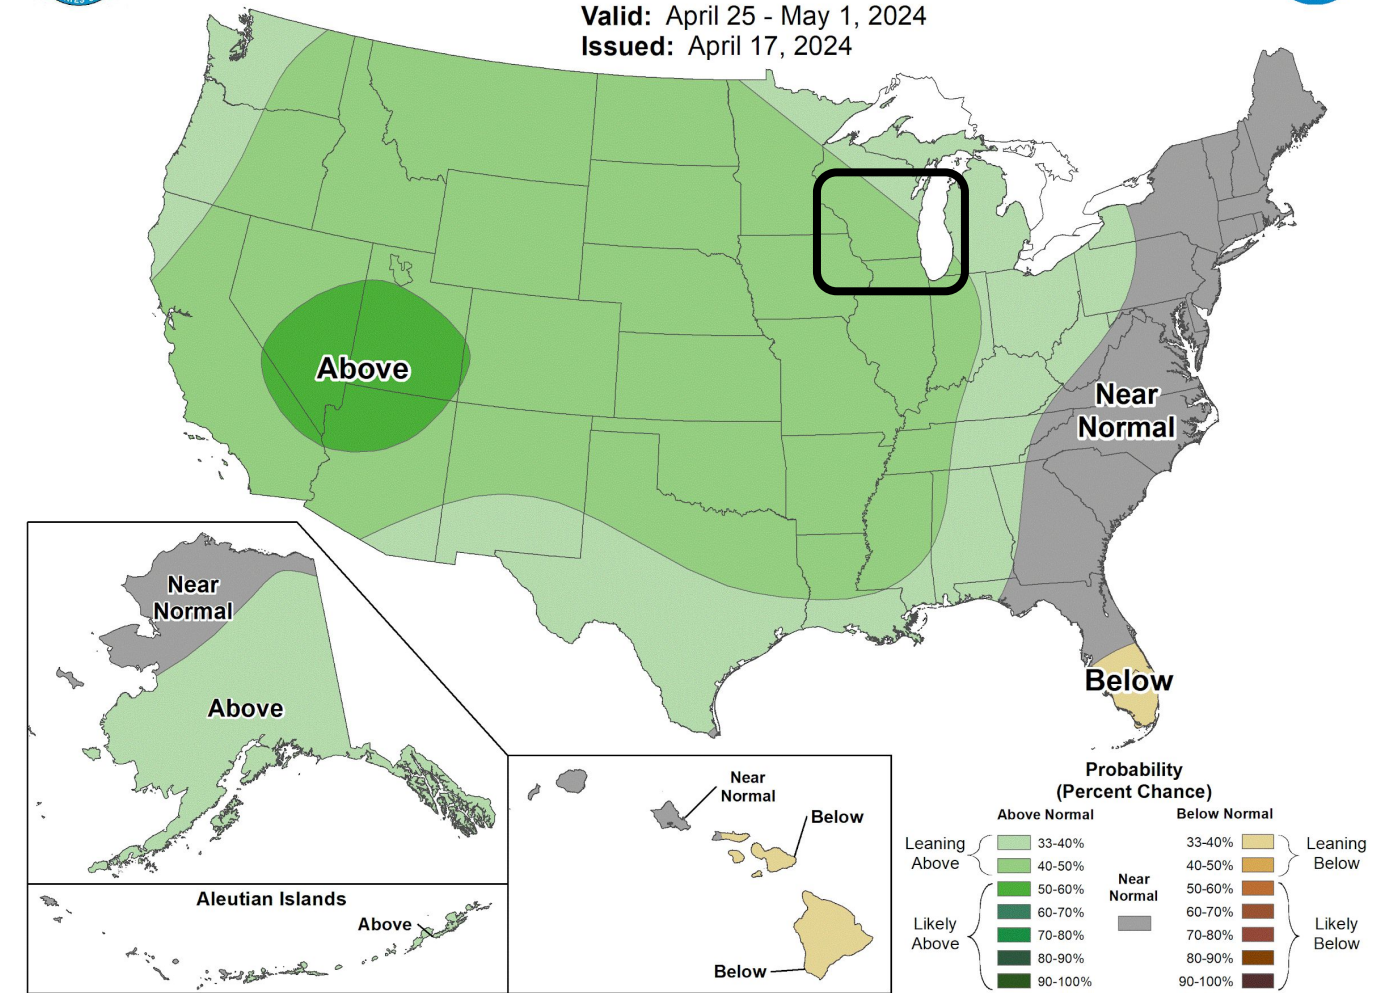 Valid: April 25 - May 1, 2024
Issued: April 17, 2024
Above
Near
Normal
Below
Near
Normal
Above
Aleutian Islands
Above
Near
Normal
Below
Below
Probability
(Percent Chance)
Above Normal
Below Normal
Leaning
Above
33-40%
40-50%
Likely
Above
50-60%
60-70%
70-80%
80-90%
90-100%
Near
Normal
33-40%
40-50%
Leaning
Below
50-60%
60-70%
70-80%
80-90%
90-100%
Likely
Below